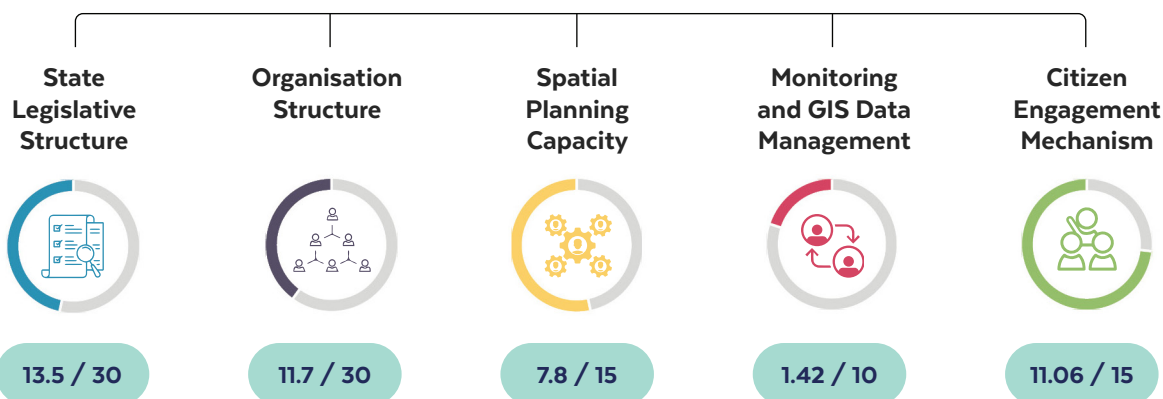 State
Legislative
Structure
Organisation
Structure
Spatial
Planning
Capacity
Monitoring
and GIS Data
Management
Citizen
Engagement
Mechanism
13.5 / 30
11.7 / 30
7.8 / 15
1.42 / 10
11.06 / 15